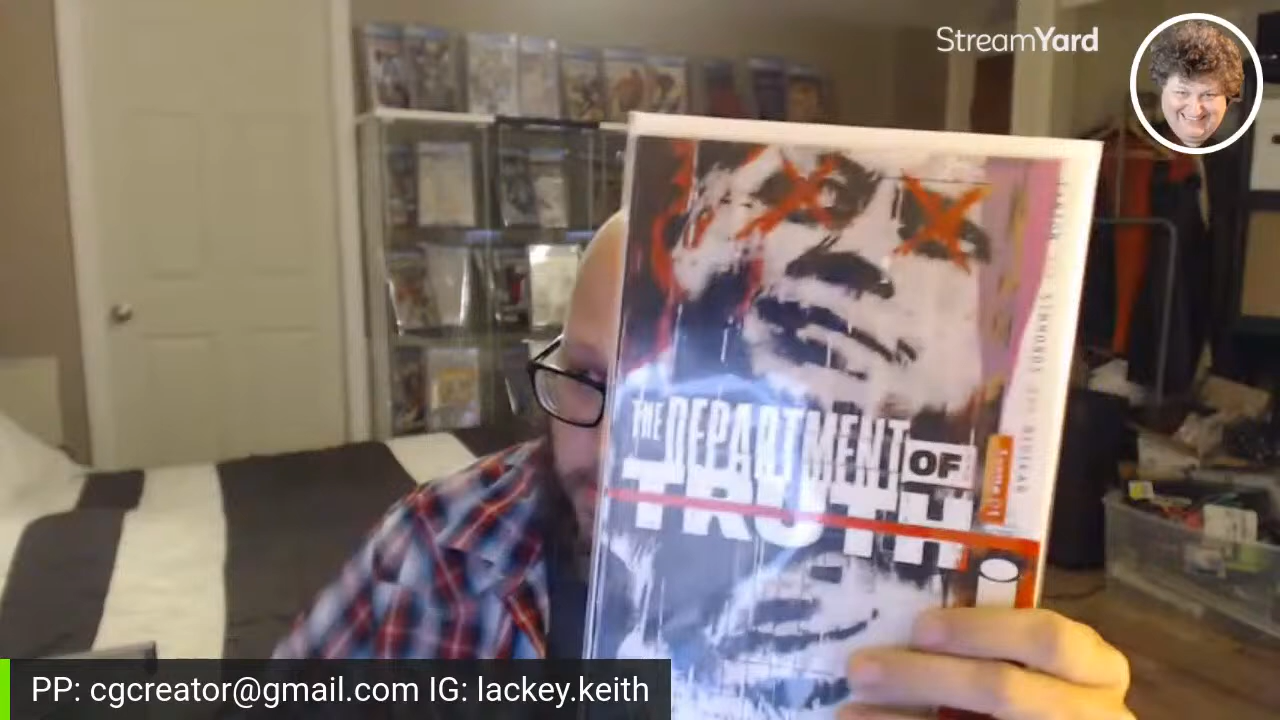 StreamYard
THE DEPARTMENT OF
TRUTH
PP: cgcreator@gmail.com IG: lackey.keith